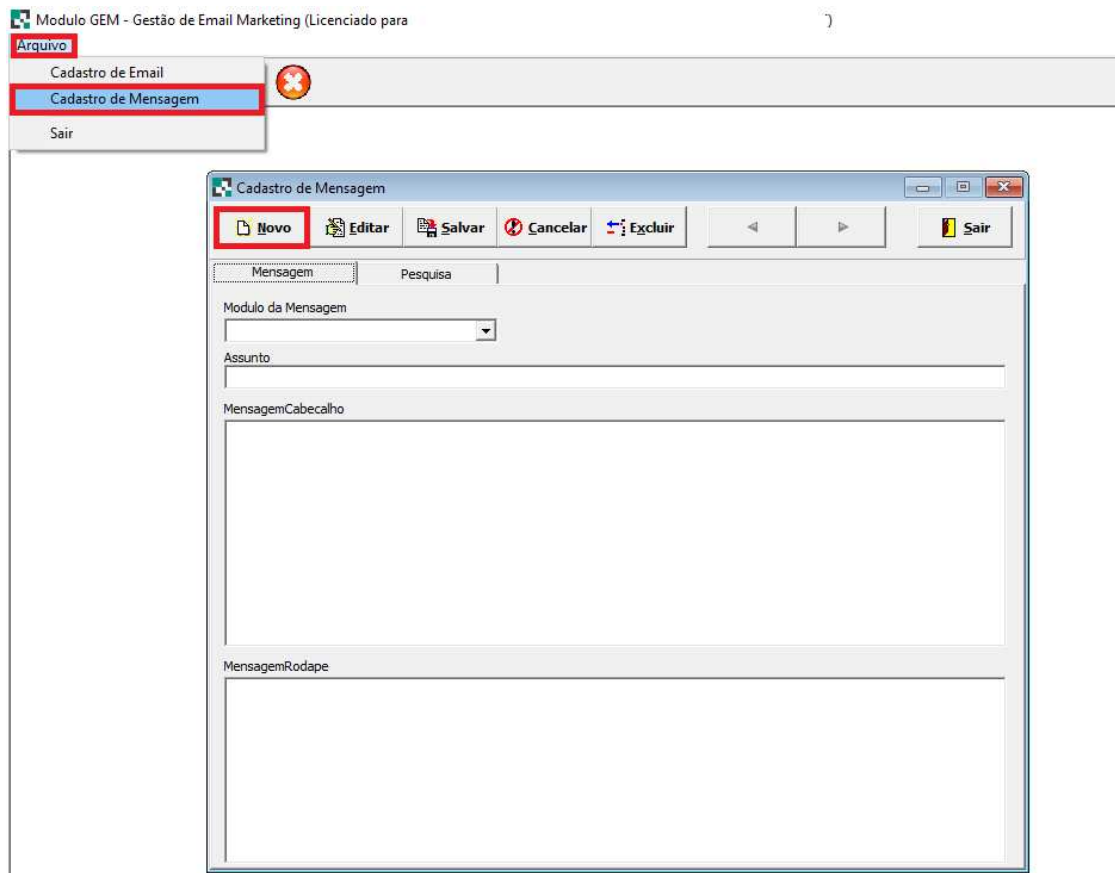 Modulo GEM - Gestão de Email Marketing (Licenciado para )
Arquivo
Cadastro de Email
Cadastro de Mensagem
Sair
Cadastro de Mensagem
Novo Editar Salvar Cancelar Excluir Sair
Mensagem Pesquisa
Modulo da Mensagem
Assunto
MensagemCabecalho
MensagemRodape